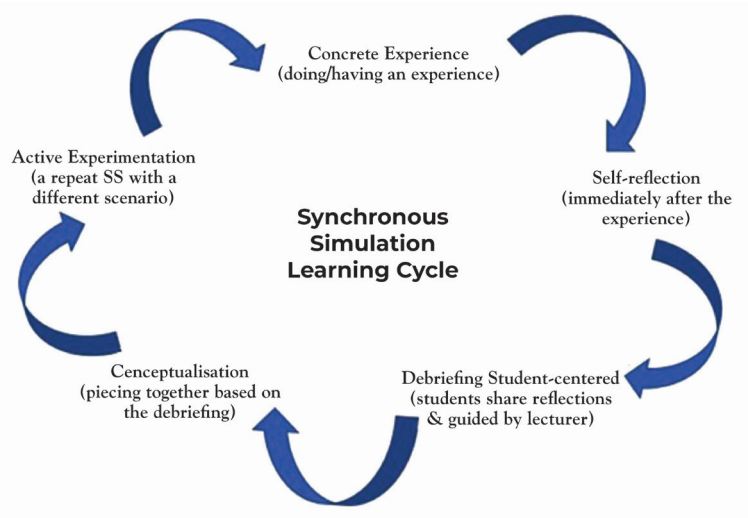 Concrete Experience
(doing/having an experience)
Self-reflection
(immediately after the
experience)
Debriefing Student-centered
(students share reflections
& guided by lecturer)
Cenceptualisation
(piecing together based on
the debriefing)
Active Experimentation
(a repeat SS with a
different scenario)
Synchronous
Simulation
Learning Cycle